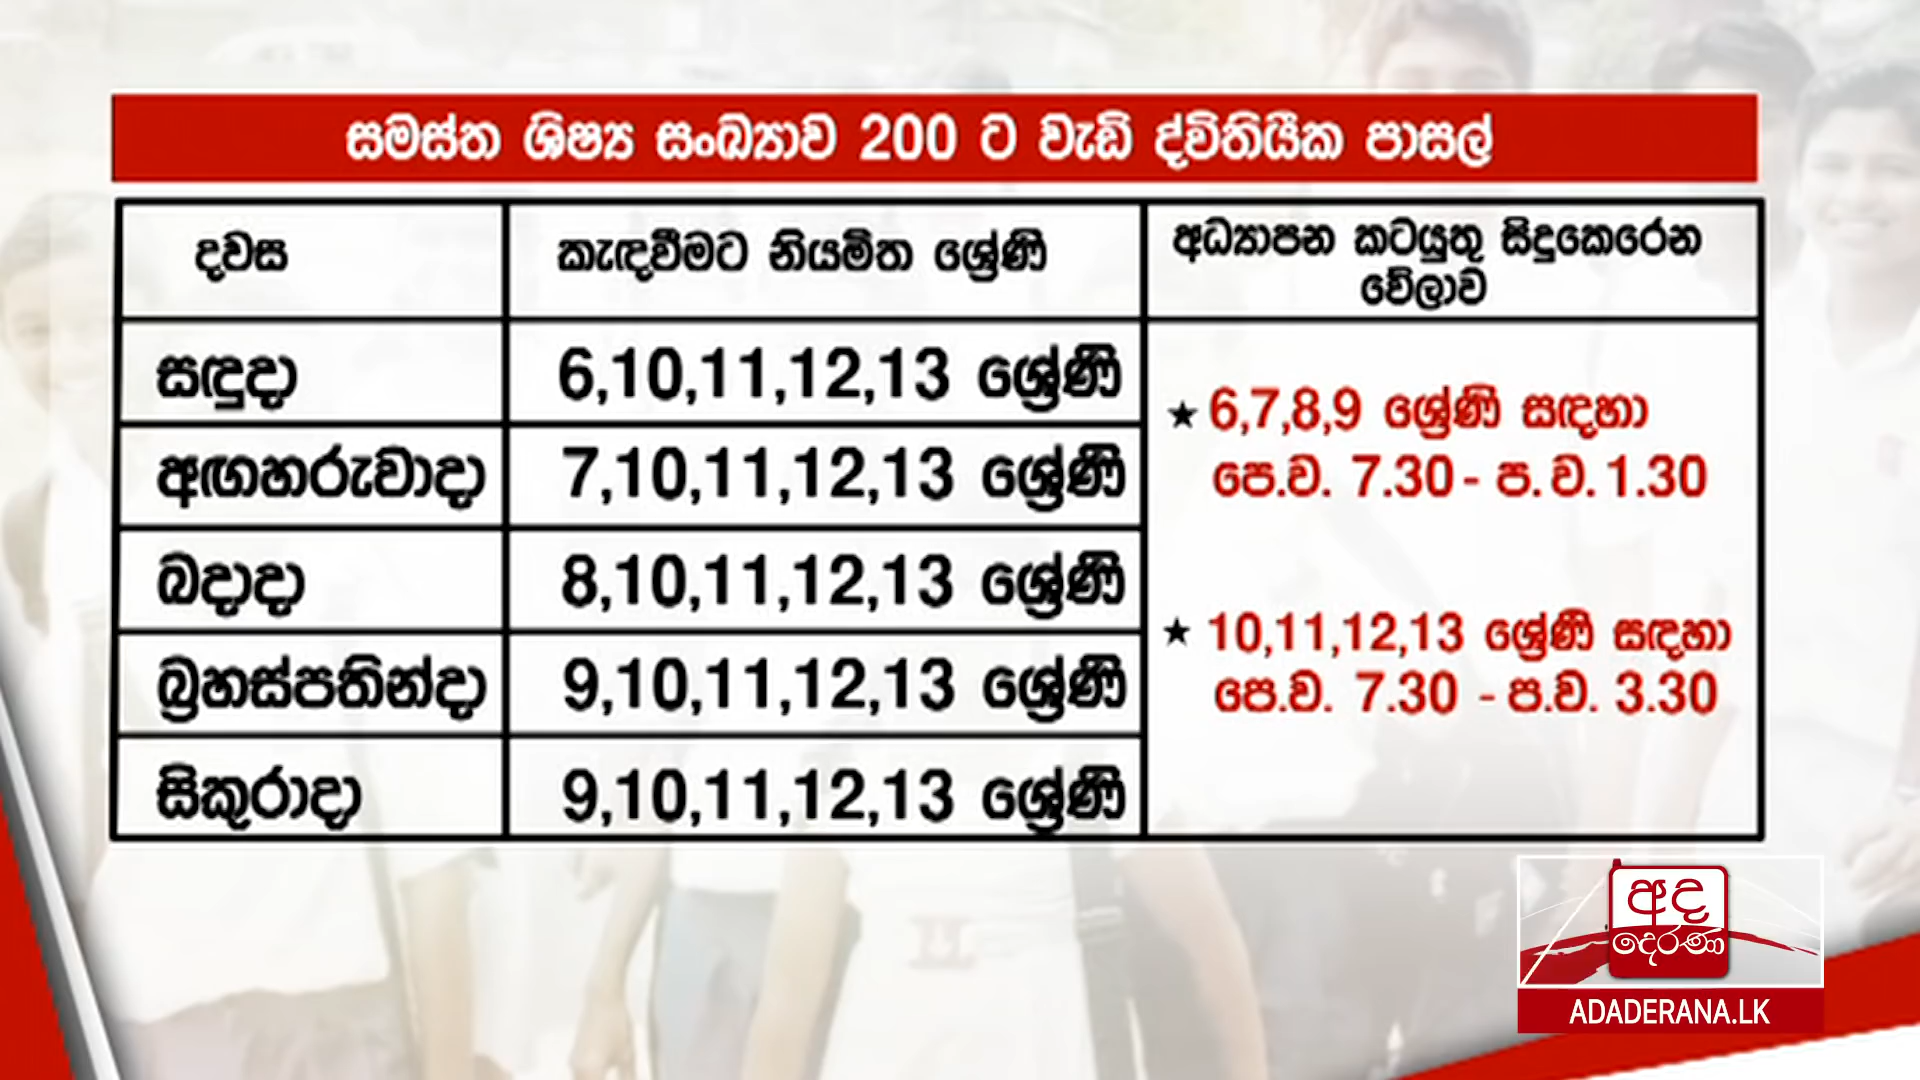 සමස්ත ශිෂ්‍ය සංඛ්‍යාව 200 ට වැඩි ද්විතියීක පාසල්
දවස
කැඳවීමට නියමිත ශ්‍රේණි
අධ්‍යාපන කටයුතු සිදුකෙරෙන
වේලාව
සඳුදා
6,10,11,12,13 ශ්‍රේණි
අඟහරුවාදා
7,10,11,12,13 ශ්‍රේණි
බදාදා
8,10,11,12,13 ශ්‍රේණි
බ්‍රහස්පතින්දා
9,10,11,12,13 ශ්‍රේණි
සිකුරාදා
9,10,11,12,13 ශ්‍රේණි
★ 6,7,8,9 ශ්‍රේණි සඳහා
පෙ.ව. 7.30 - ප.ව. 1.30
★ 10,11,12,13 ශ්‍රේණි සඳහා
පෙ.ව. 7.30 - ප.ව. 3.30
අද
දෙරණ
ADADERANA.LK